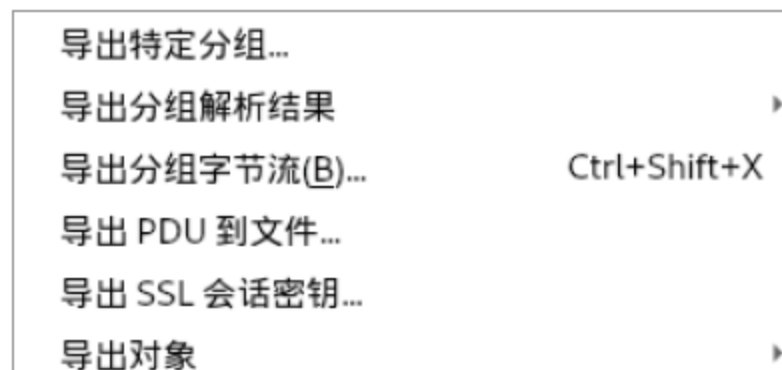 导出特定分组...
导出分组解析结果
导出分组字节流(B)... Ctrl+Shift+X
导出 PDU 到文件...
导出 SSL 会话密钥...
导出对象